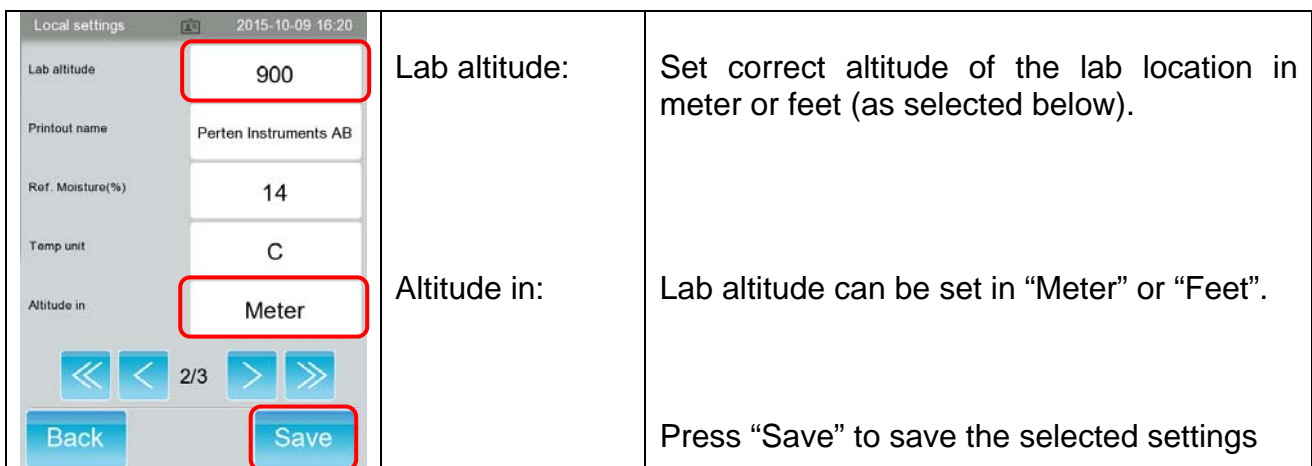 Local settings 2015-10-09 16:20
Lab altitude 900
Printout name Perten Instruments AB
Ref. Moisture(%) 14
Temp unit C
Altitude in Meter
2/3
Back Save
Lab altitude:
Set correct altitude of the lab location in
meter or feet (as selected below).
Altitude in:
Lab altitude can be set in “Meter” or “Feet”.
Press “Save” to save the selected settings